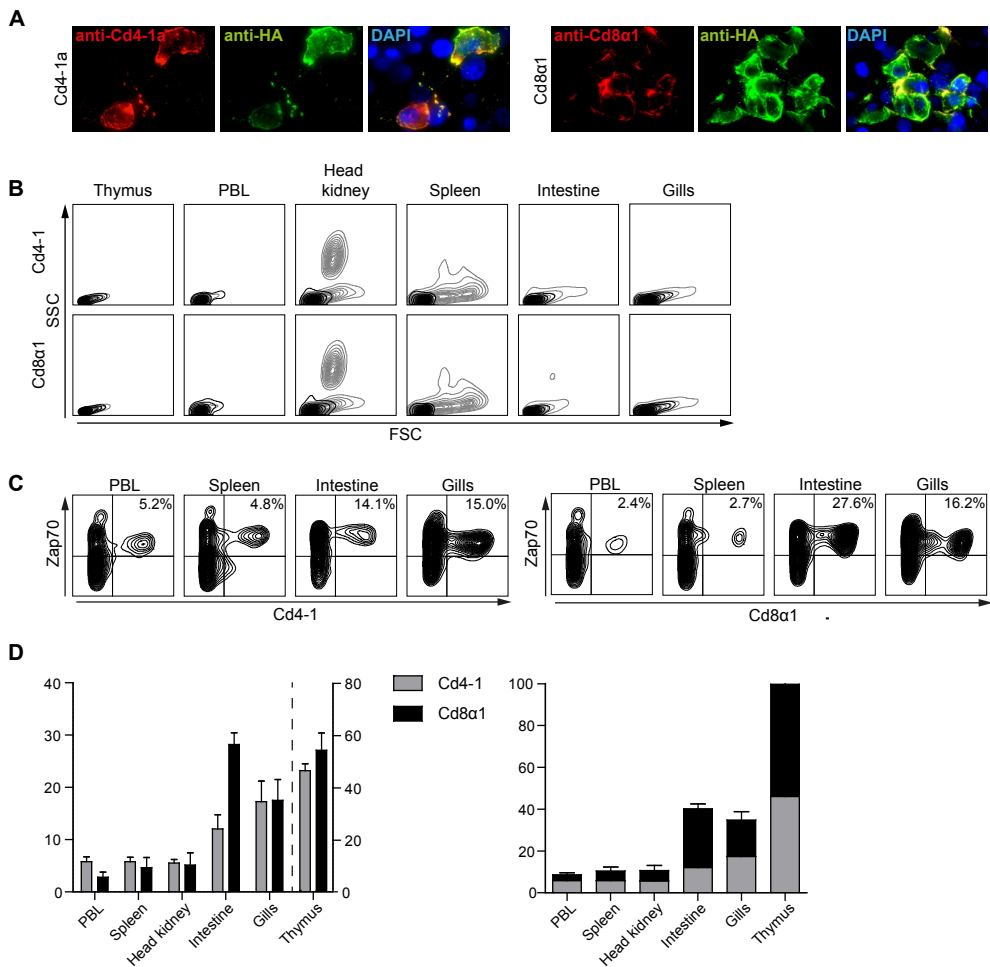 A
Cd4-1a
anti-Cd4-1a
anti-HA
DAPI
Cd8α1
anti-Cd8α1
anti-HA
DAPI
B
Thymus
PBL
Head
kidney
Spleen
Intestine
Gills
Cd4-1
SSC
Cd8α1
FSC
C
PBL
Spleen
Intestine
Gills
5.2%
4.8%
14.1%
15.0%
Zap70
Cd4-1
PBL
Spleen
Intestine
Gills
2.4%
2.7%
27.6%
16.2%
Zap70
Cd8α1
D
40
30
20
10
0
80
60
40
20
0
PBL
Spleen
Head kidney
Intestine
Gills
Thymus
Cd4-1
Cd8α1
100
80
60
40
20
0
PBL
Spleen
Head kidney
Intestine
Gills
Thymus